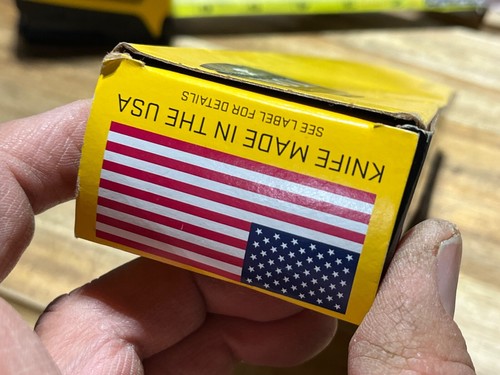 KNIFE MADE IN THE USA
SEE LABEL FOR DETAILS